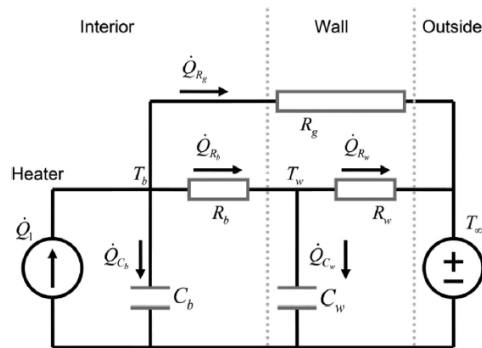 Interior Wall Outside
Q̇_{R_g}
R_g
Q̇_{R_b} Q̇_{R_w}
Heater T_b T_w
R_b R_w
Q̇_1 T_∞
Q̇_{C_b} Q̇_{C_w}
C_b C_w